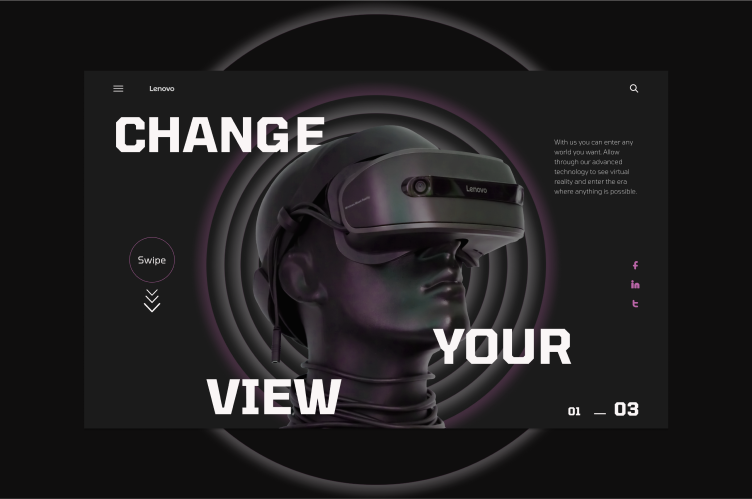 Lenovo
CHANGE
With us you can enter any
world you want. Allow
through our advanced
technology to see virtual
reality and enter the era
where anything is possible.
Lenovo
Swipe
YOUR
VIEW
01 — 03